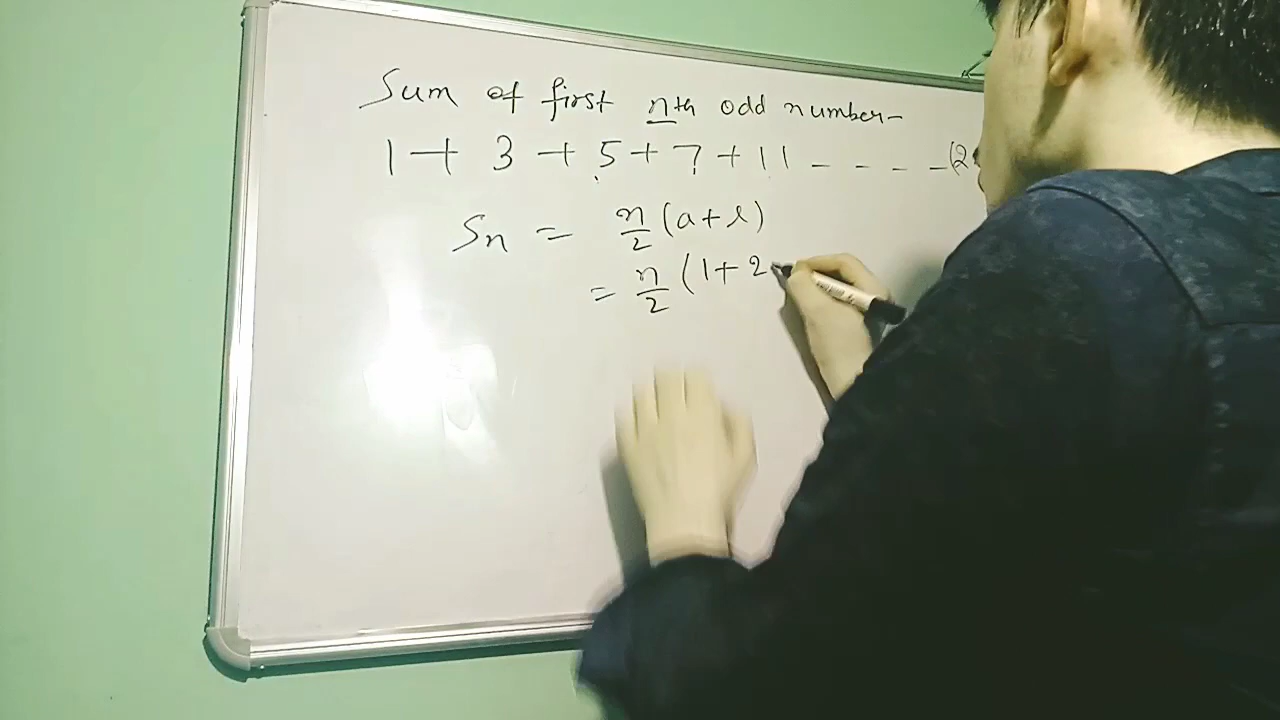 Sum of first nth odd number-
1 + 3 + 5 + 7 + 11 - - - - (2
Sn = n/2 (a+l)
= n/2 (1+2